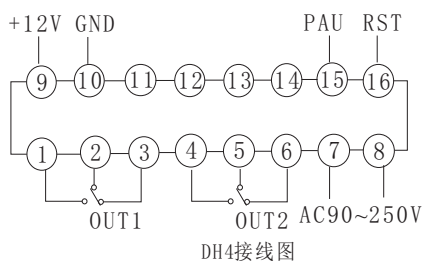 +12V GND PAU RST
9 10 11 12 13 14 15 16
1 2 3 4 5 6 7 8
OUT1 OUT2 AC90~250V
DH4接线图